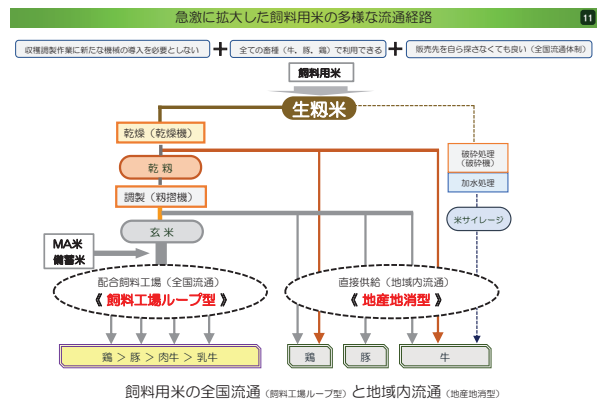 急激に拡大した飼料用米の多様な流通経路
11
収穫調製作業に新たな機械の導入を必要としない + 全ての畜種（牛，豚，鶏）で利用できる + 販売先を自ら探さなくても良い（全国流通体制）
飼料用米
生籾米
乾燥（乾燥機）
乾 籾
調製（籾摺機）
玄 米
破砕処理
（破砕機）
加水処理
米サイレージ
MA米
備蓄米
配合飼料工場（全国流通）
《 飼料工場ループ型 》
直接供給（地域内流通）
《 地産地消型 》
鶏 > 豚 > 肉牛 > 乳牛
鶏
豚
牛
飼料用米の全国流通（飼料工場ループ型）と地域内流通（地産地消型）